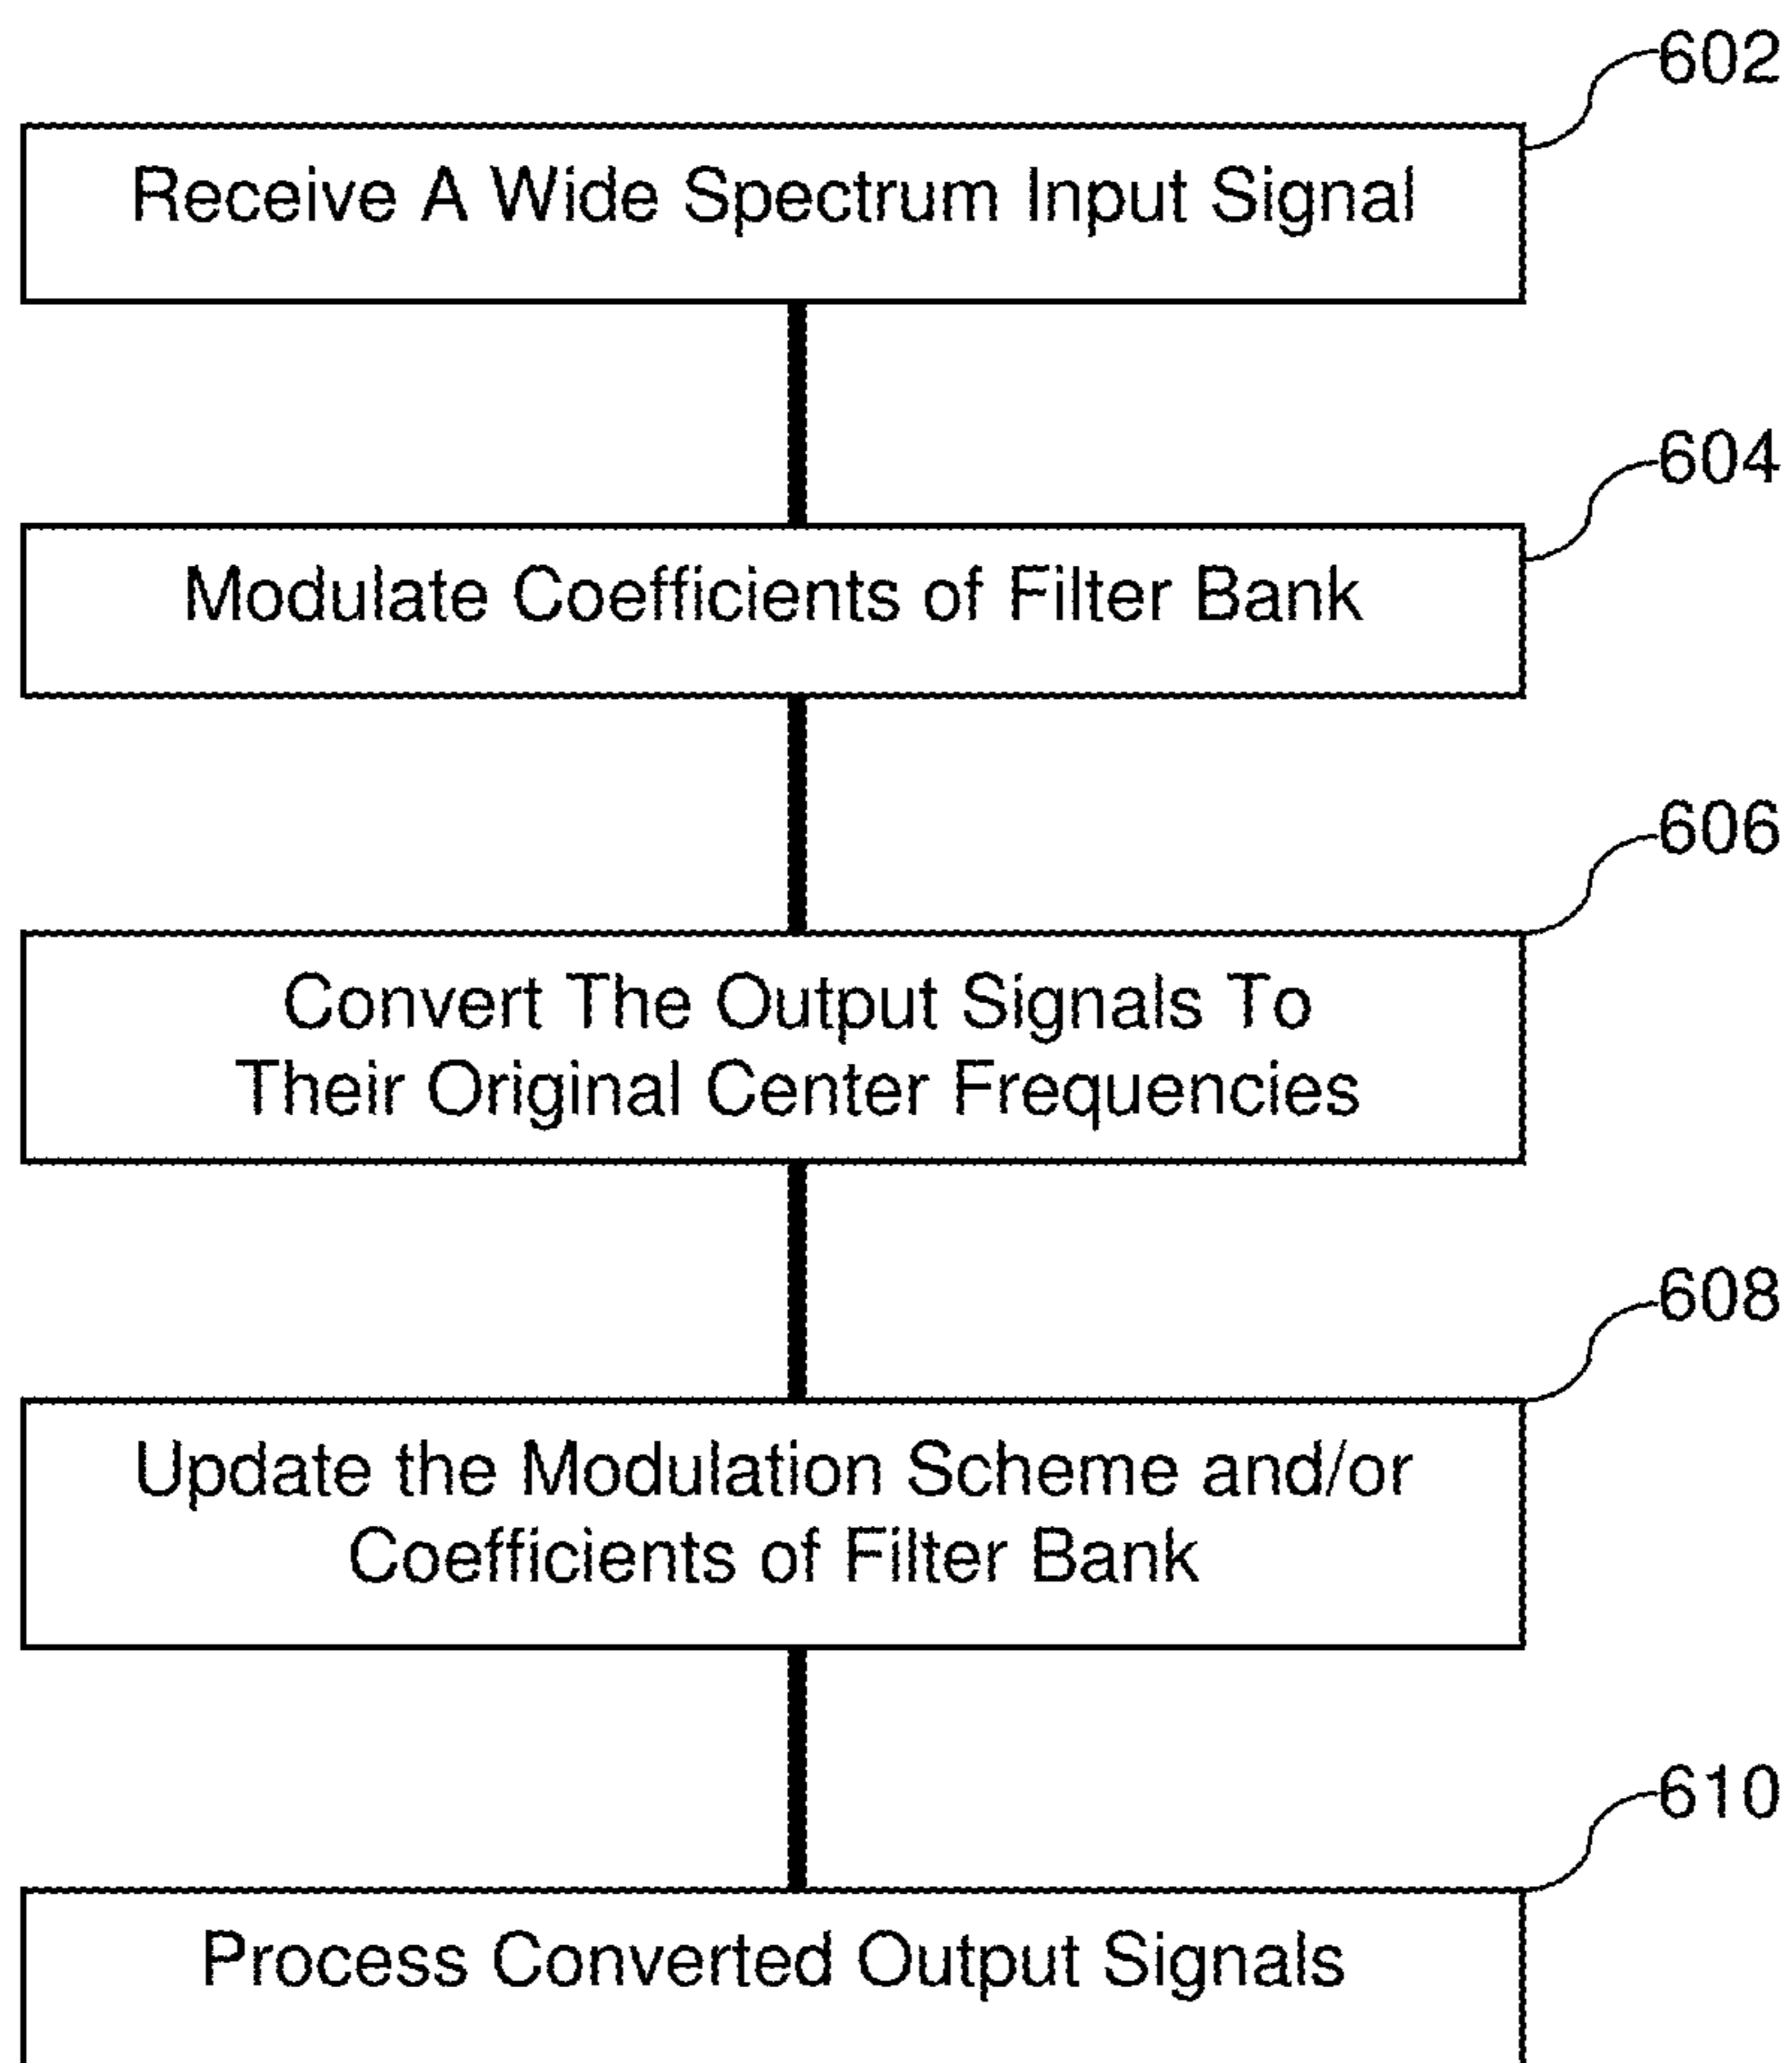 602
Receive A Wide Spectrum Input Signal
604
Modulate Coefficients of Filter Bank
606
Convert The Output Signals To
Their Original Center Frequencies
608
Update the Modulation Scheme and/or
Coefficients of Filter Bank
610
Process Converted Output Signals